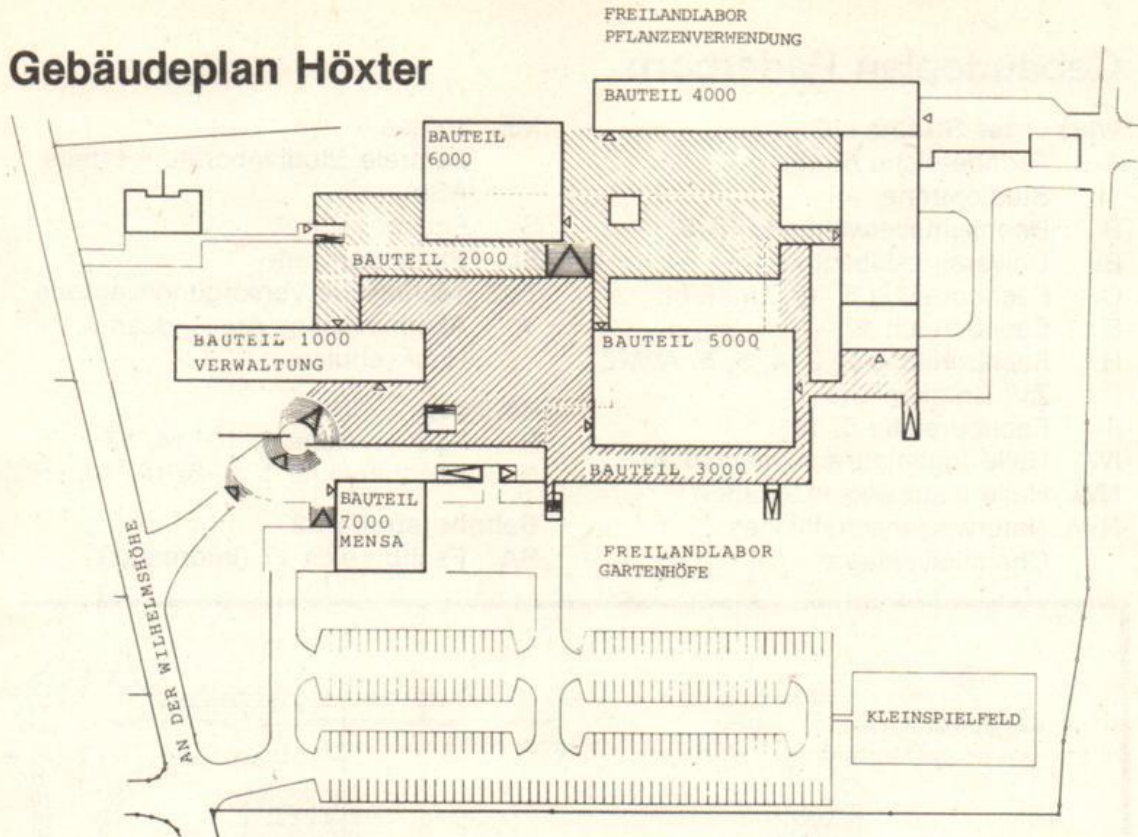 FREILANDLABOR
PFLANZENVERWENDUNG
Gebäudeplan Höxter
BAUTEIL 4000
BAUTEIL
6000
BAUTEIL 2000
BAUTEIL 1000
VERWALTUNG
BAUTEIL 5000
BAUTEIL 3000
BAUTEIL
7000
MENSA
FREILANDLABOR
GARTENHÖFE
AN DER WILHELMSHÖHE
KLEINSPIELFELD